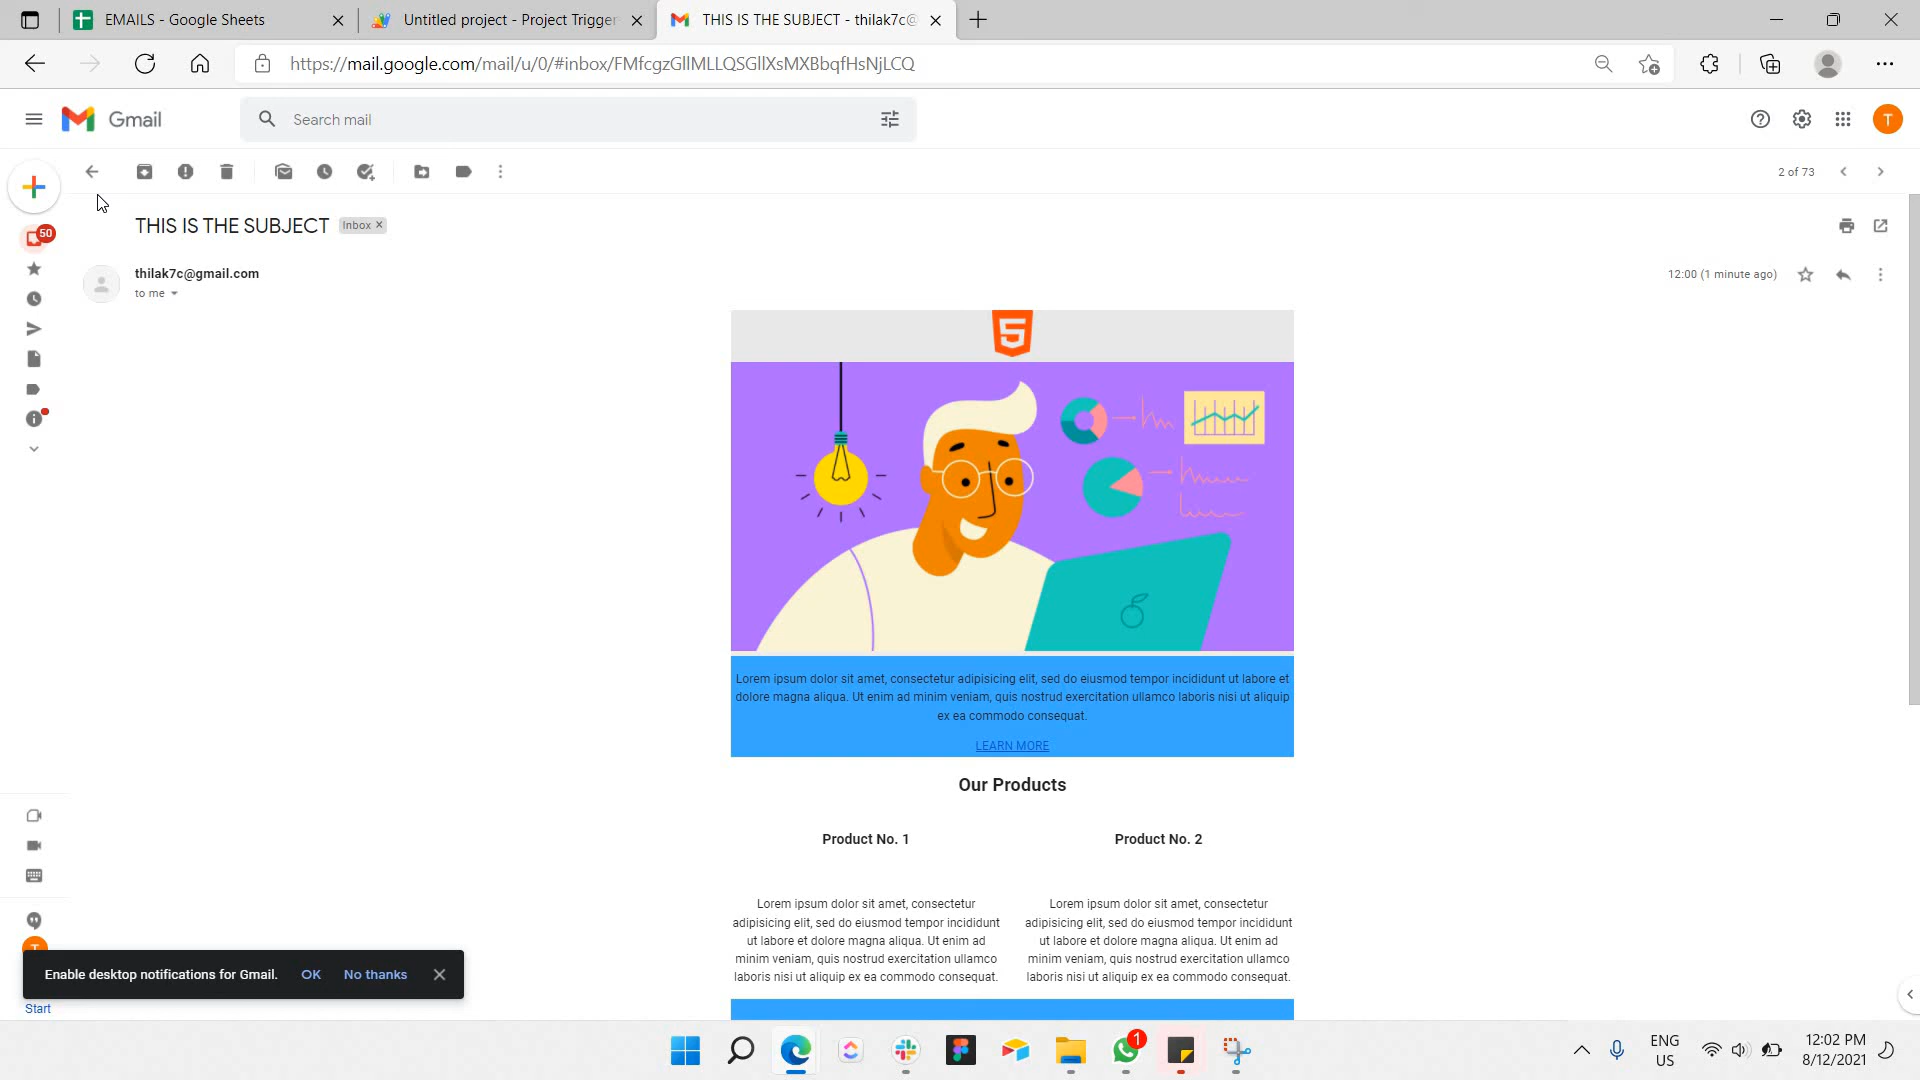 EMAILS - Google Sheets
Untitled project - Project Trigger
THIS IS THE SUBJECT - thilak7c@
https://mail.google.com/mail/u/0/#inbox/FMfcgzGllMLLQSGllXsMXBbqfHsNjLCQ
Gmail
Search mail
T
2 of 73
THIS IS THE SUBJECT
Inbox ×
50
thilak7c@gmail.com
to me
12:00 (1 minute ago)
5
Lorem ipsum dolor sit amet, consectetur adipisicing elit, sed do eiusmod tempor incididunt ut labore et
dolore magna aliqua. Ut enim ad minim veniam, quis nostrud exercitation ullamco laboris nisi ut aliquip
ex ea commodo consequat.
LEARN MORE
Our Products
Product No. 1
Product No. 2
Lorem ipsum dolor sit amet, consectetur
adipisicing elit, sed do eiusmod tempor incididunt
ut labore et dolore magna aliqua. Ut enim ad
minim veniam, quis nostrud exercitation ullamco
laboris nisi ut aliquip ex ea commodo consequat.
Lorem ipsum dolor sit amet, consectetur
adipisicing elit, sed do eiusmod tempor incididunt
ut labore et dolore magna aliqua. Ut enim ad
minim veniam, quis nostrud exercitation ullamco
laboris nisi ut aliquip ex ea commodo consequat.
T
Enable desktop notifications for Gmail. OK No thanks
Start
1
ENG
US
12:02 PM
8/12/2021